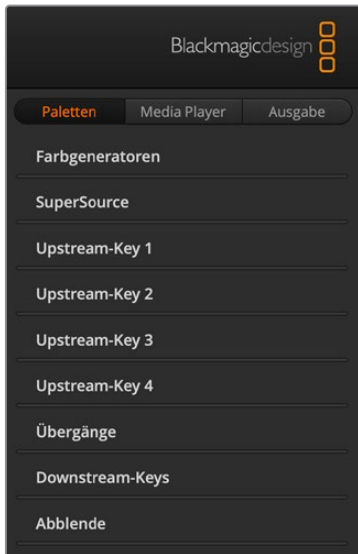 Blackmagicdesign
Paletten Media Player Ausgabe
Farbgeneratoren
SuperSource
Upstream-Key 1
Upstream-Key 2
Upstream-Key 3
Upstream-Key 4
Übergänge
Downstream-Keys
Abblende